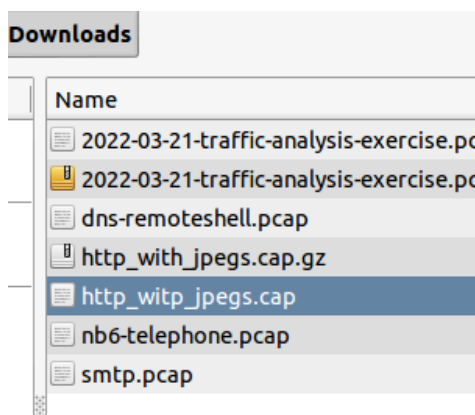 Downloads
Name
2022-03-21-traffic-analysis-exercise.pc
2022-03-21-traffic-analysis-exercise.pc
dns-remoteshell.pcap
http_with_jpegs.cap.gz
http_witp_jpegs.cap
nb6-telephone.pcap
smtp.pcap